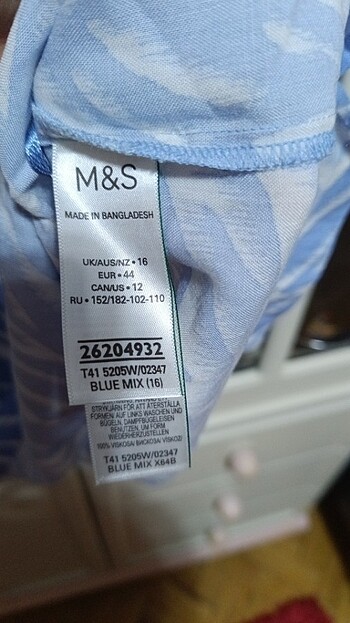 M&S
MADE IN BANGLADESH
UK/AUS/NZ • 16
EUR • 44
CAN/US • 12
RU • 152/182-102-110
26204932
T41 5205W/02347
BLUE MIX (16)
STRYKJÄRN FÖR ATT ÅTERSTÄLLA
FORMEN/ AUF LINKS WASCHEN UND
BÜGELN, DAMPFBÜGELEISEN
BENUTZEN, UM FORM
WIEDERHERZUSTELLEN
100% VISKOSA/ ВИСКОЗА/ VISKOZI
T41 5205W/02347
BLUE MIX X64B